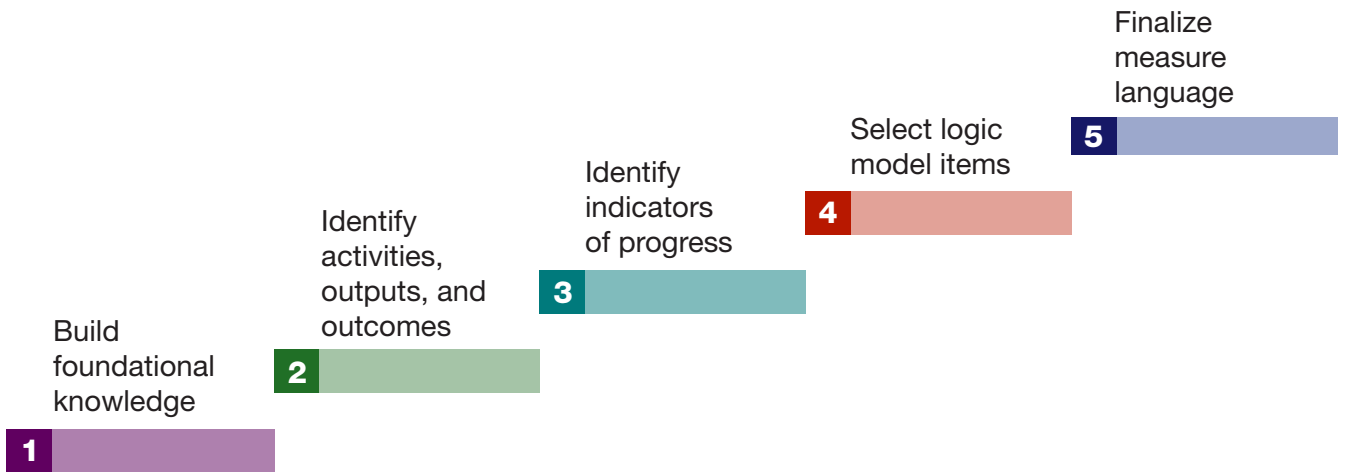 Build
foundational
knowledge
1
Identify
activities,
outputs, and
outcomes
2
Identify
indicators
of progress
3
Select logic
model items
4
Finalize
measure
language
5